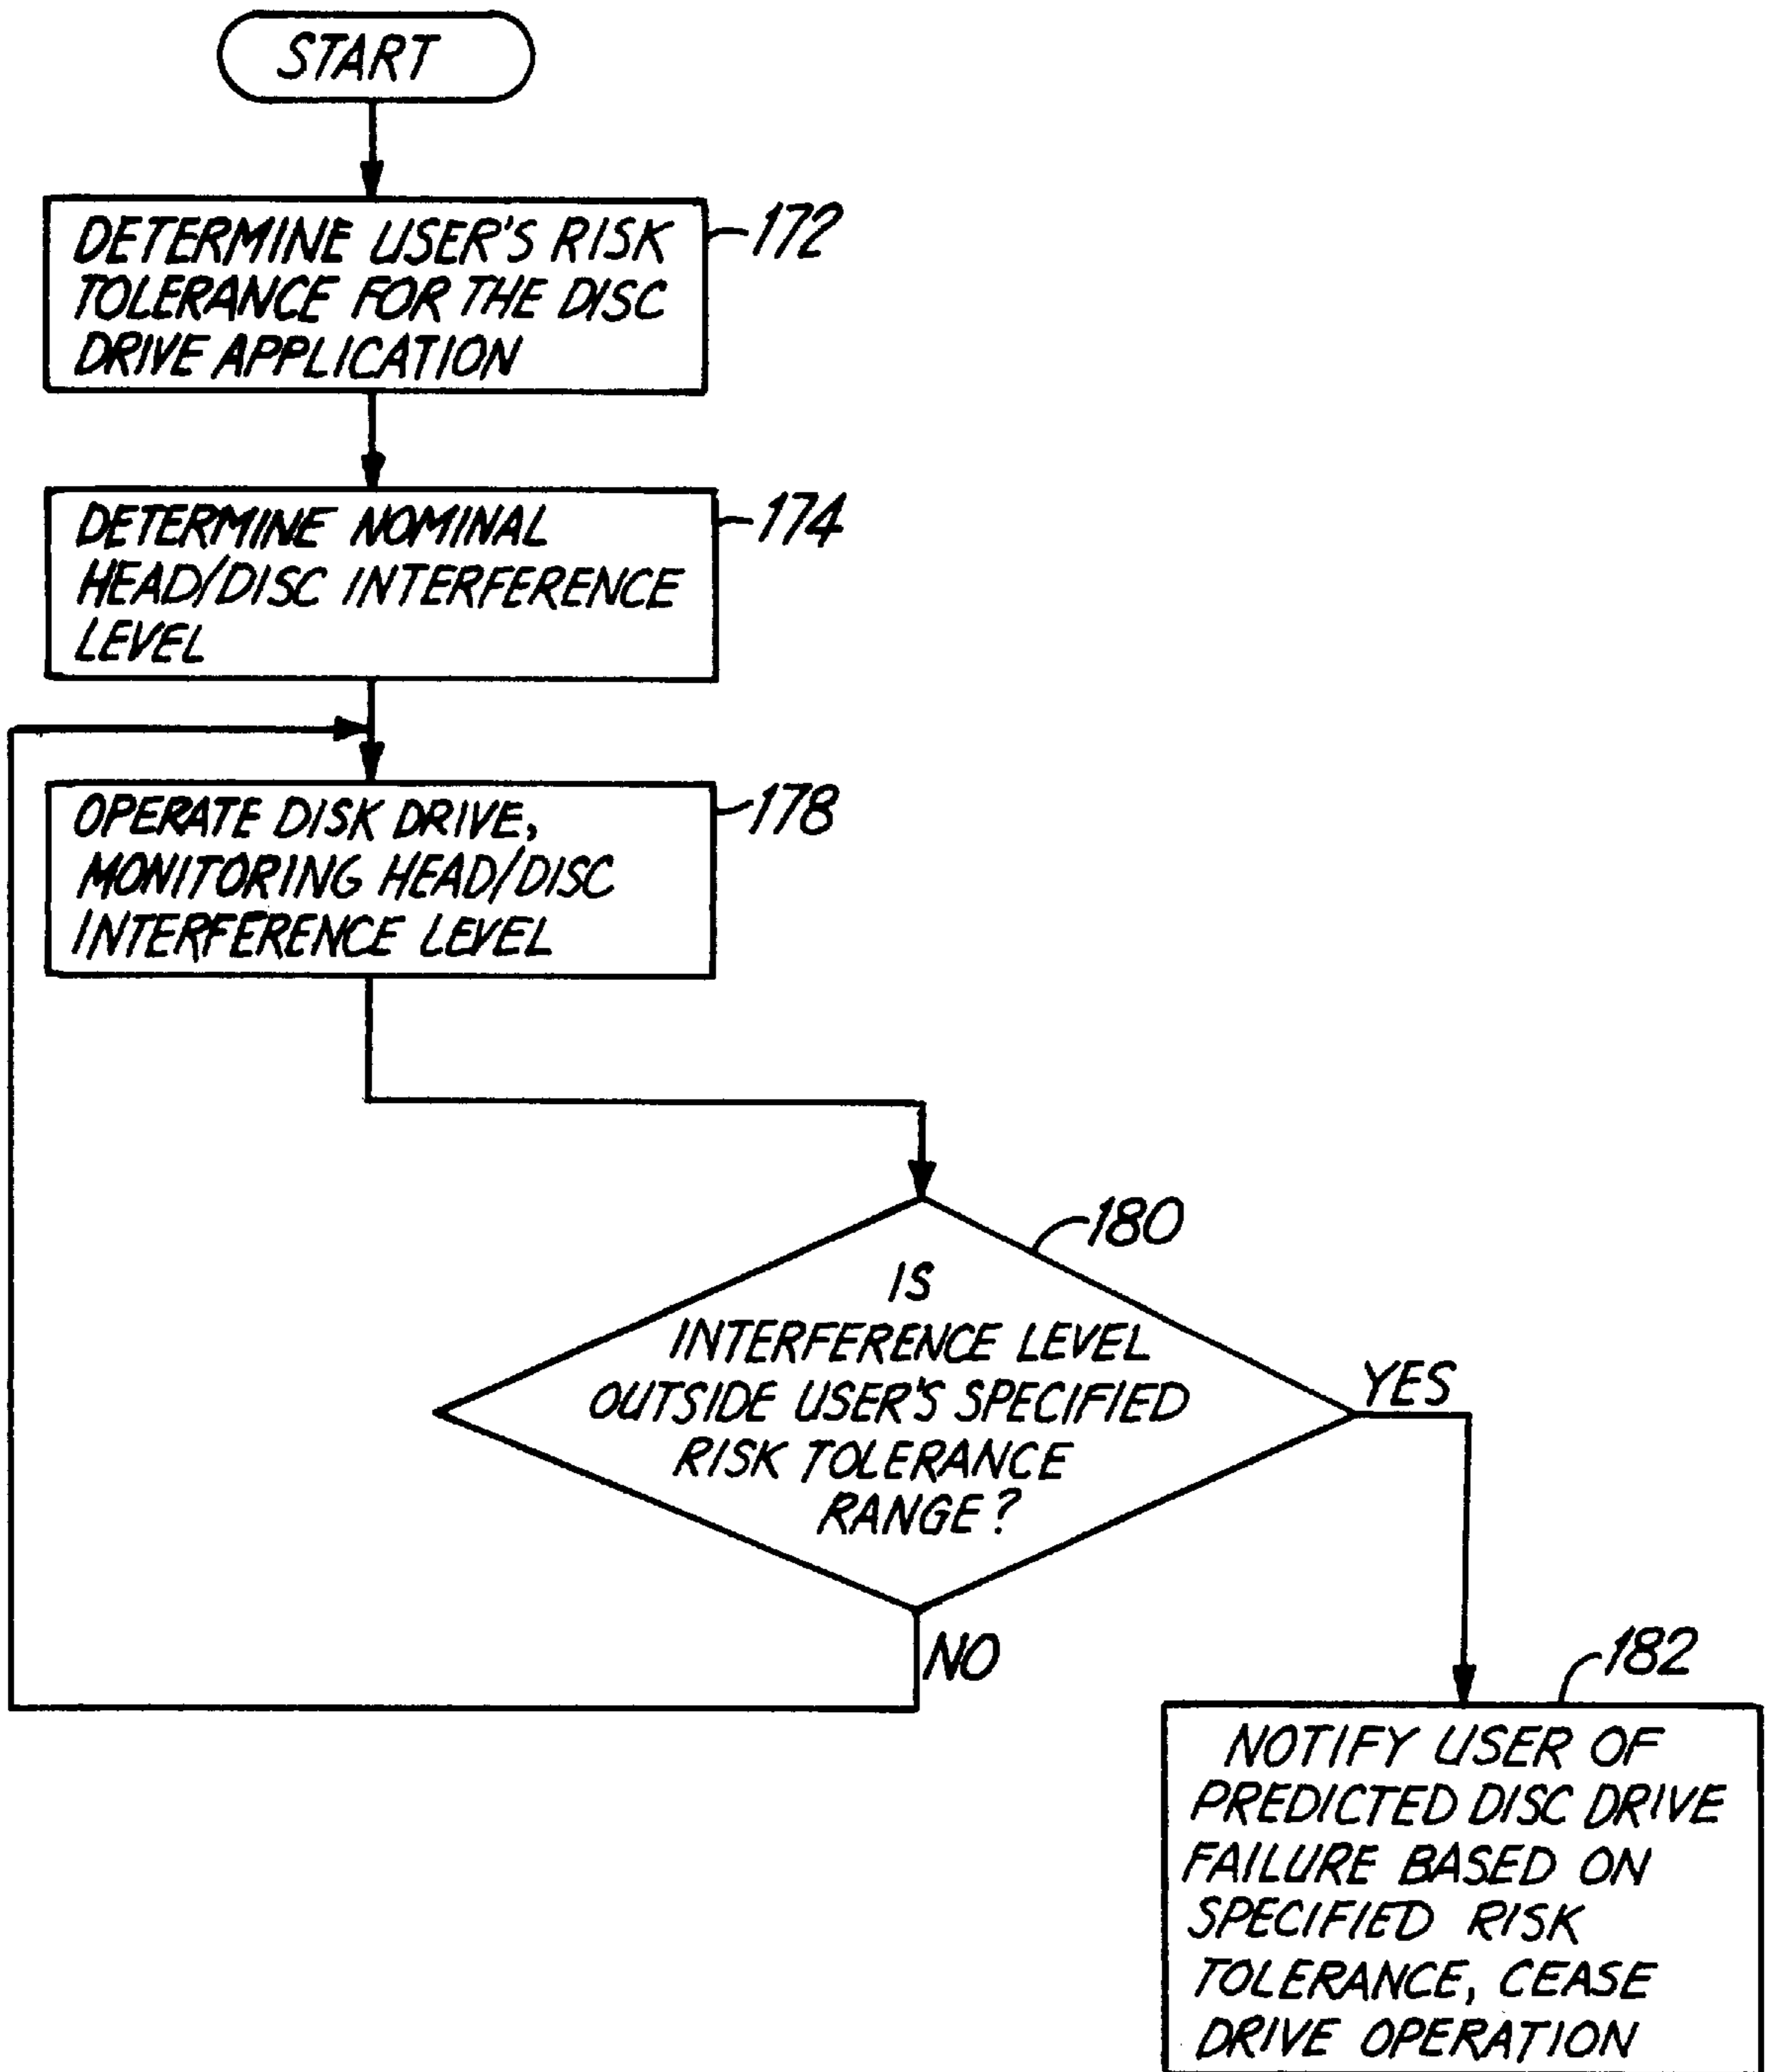 START
DETERMINE USER'S RISK
TOLERANCE FOR THE DISC
DRIVE APPLICATION
172
DETERMINE NOMINAL
HEAD/DISC INTERFERENCE
LEVEL
174
OPERATE DISK DRIVE,
MONITORING HEAD/DISC
INTERFERENCE LEVEL
178
180
IS
INTERFERENCE LEVEL
OUTSIDE USER'S SPECIFIED
RISK TOLERANCE
RANGE?
YES
NO
182
NOTIFY USER OF
PREDICTED DISC DRIVE
FAILURE BASED ON
SPECIFIED RISK
TOLERANCE, CEASE
DRIVE OPERATION